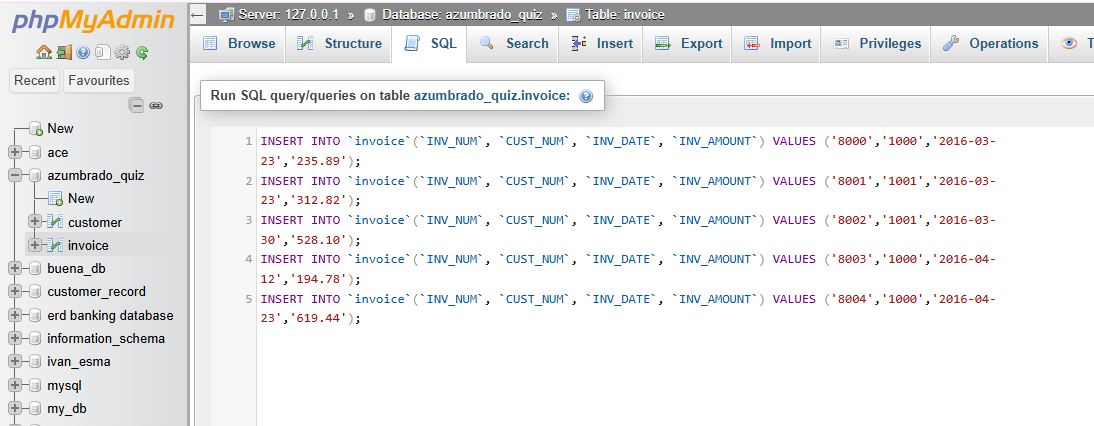 phpMyAdmin
Recent Favourites
New
ace
azumbrado_quiz
New
customer
invoice
buena_db
customer_record
erd banking database
information_schema
ivan_esma
mysql
my_db
Server: 127.0.0.1 » Database: azumbrado_quiz » Table: invoice
Browse Structure SQL Search Insert Export Import Privileges Operations T
Run SQL query/queries on table azumbrado_quiz.invoice:
1 INSERT INTO `invoice`(`INV_NUM`, `CUST_NUM`, `INV_DATE`, `INV_AMOUNT`) VALUES ('8000','1000','2016-03-
23','235.89');
2 INSERT INTO `invoice`(`INV_NUM`, `CUST_NUM`, `INV_DATE`, `INV_AMOUNT`) VALUES ('8001','1001','2016-03-
23','312.82');
3 INSERT INTO `invoice`(`INV_NUM`, `CUST_NUM`, `INV_DATE`, `INV_AMOUNT`) VALUES ('8002','1001','2016-03-
30','528.10');
4 INSERT INTO `invoice`(`INV_NUM`, `CUST_NUM`, `INV_DATE`, `INV_AMOUNT`) VALUES ('8003','1000','2016-04-
12','194.78');
5 INSERT INTO `invoice`(`INV_NUM`, `CUST_NUM`, `INV_DATE`, `INV_AMOUNT`) VALUES ('8004','1000','2016-04-
23','619.44');